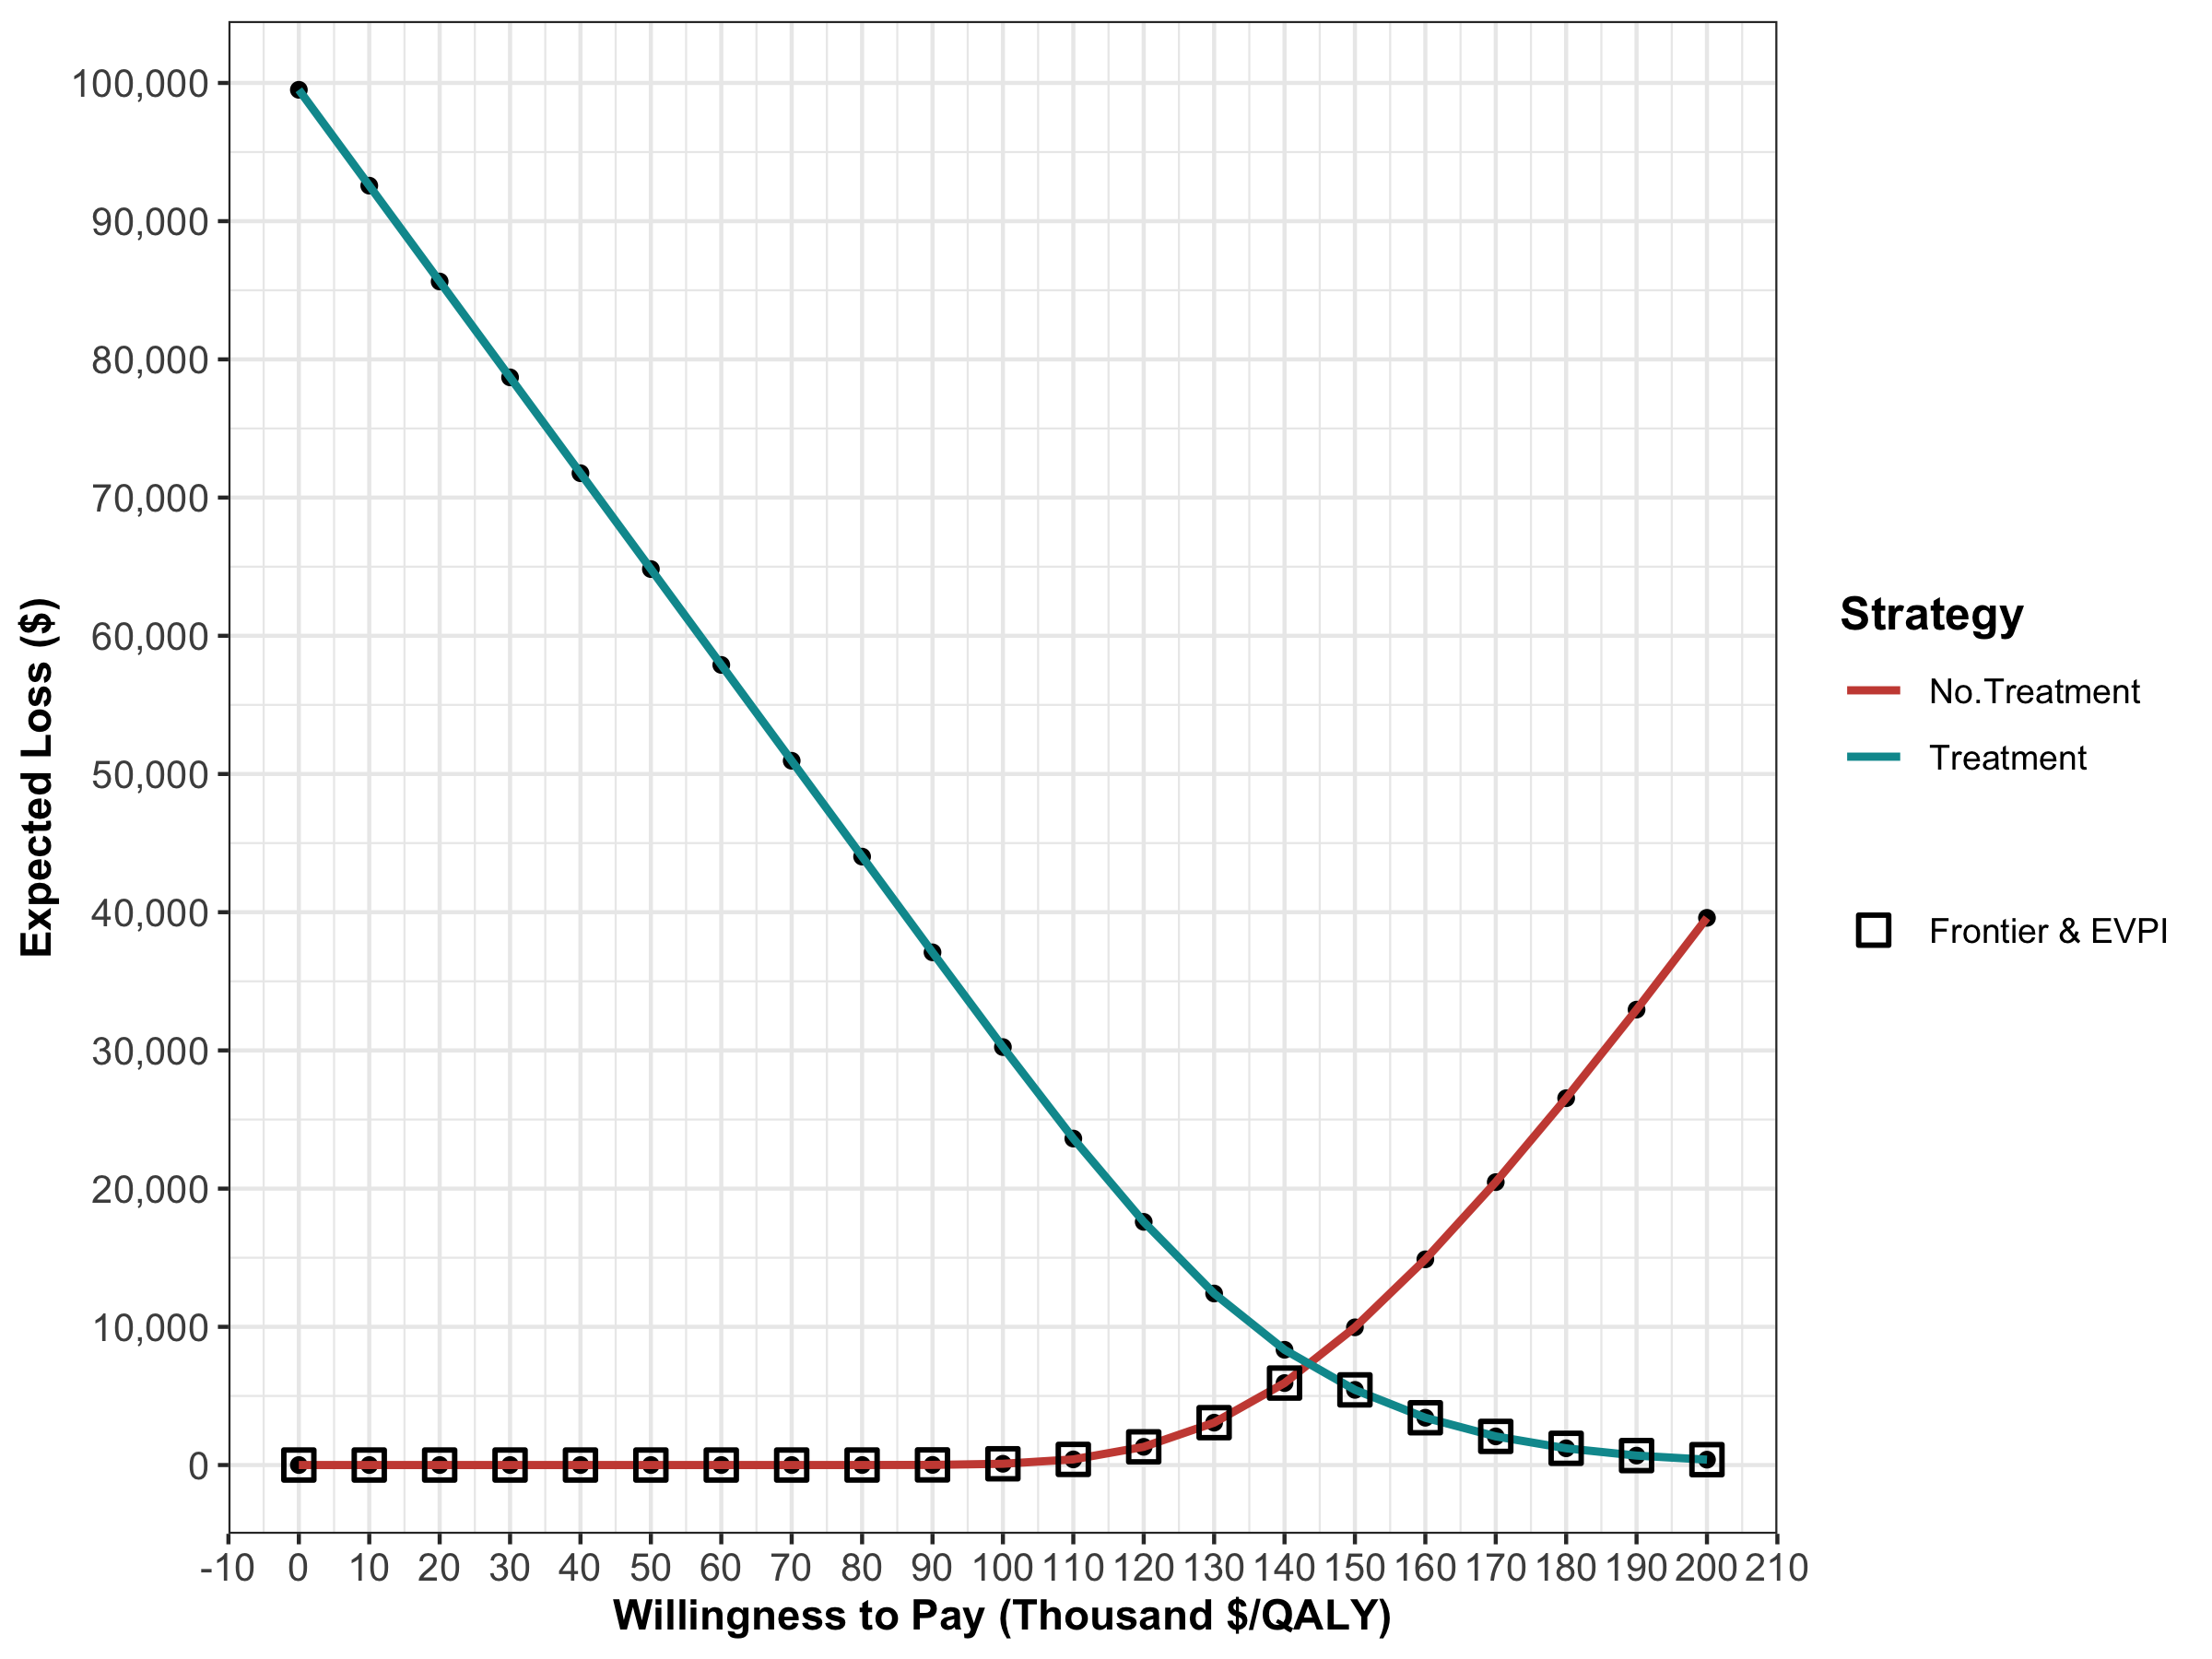 100,000
90,000
80,000
70,000
60,000
50,000
40,000
30,000
20,000
10,000
0
Expected Loss ($)
-10 0 10 20 30 40 50 60 70 80 90 100 110 120 130 140 150 160 170 180 190 200 210
Willingness to Pay (Thousand $/QALY)
Strategy
No.Treatment
Treatment
Frontier & EVPI